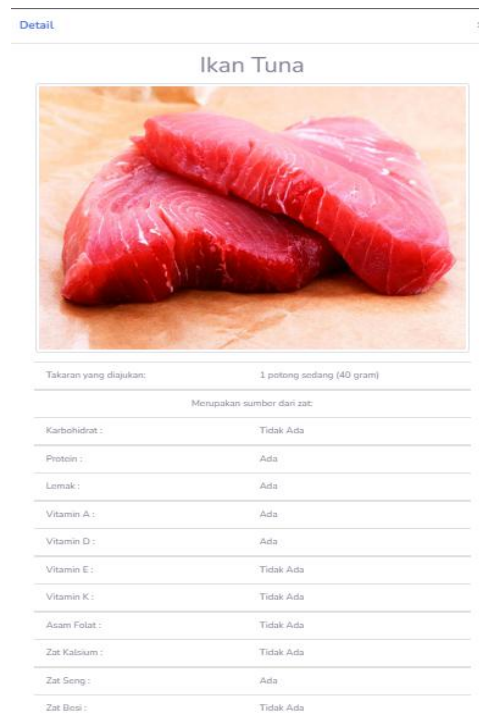 Detail
Ikan Tuna
Takaran yang diajukan: 1 potong sedang (40 gram)
Merupakan sumber dari zat:
Karbohidrat : Tidak Ada
Protein : Ada
Lemak : Ada
Vitamin A : Ada
Vitamin D : Ada
Vitamin E : Tidak Ada
Vitamin K : Tidak Ada
Asam Folat : Tidak Ada
Zat Kalsium : Tidak Ada
Zat Seng : Ada
Zat Besi : Tidak Ada